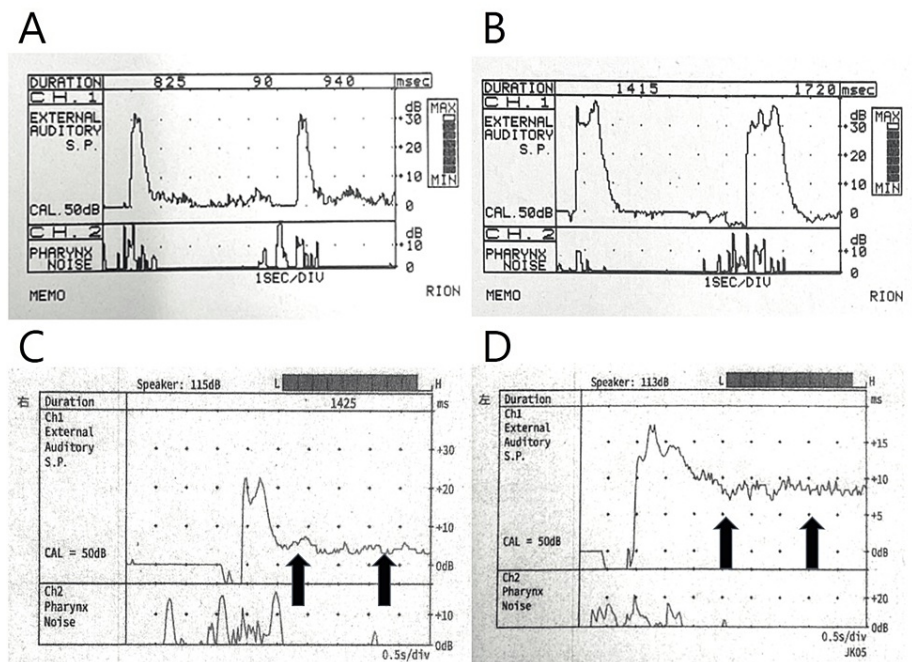 A
DURATION 825 90 940 msec
CH. 1
EXTERNAL
AUDITORY
S.P.
dB
+30
+20
+10
0
MAX
MIN
CAL. 50dB
CH. 2
PHARYNX
NOISE
dB
+10
0
1SEC/DIV
MEMO
RION
B
DURATION 1415 1720 msec
CH. 1
EXTERNAL
AUDITORY
S.P.
dB
+30
+20
+10
0
MAX
MIN
CAL. 50dB
CH. 2
PHARYNX
NOISE
dB
+10
0
1SEC/DIV
MEMO
RION
C
Speaker: 115dB L H
右 Duration 1425 ms
Ch1
External
Auditory
S.P.
+30
+20
+10
CAL = 50dB
0dB
Ch2
Pharynx
Noise
+10
0dB
0.5s/div
D
Speaker: 113dB L H
左 Duration ms
Ch1
External
Auditory
S.P.
+15
+10
+5
CAL = 50dB
0dB
Ch2
Pharynx
Noise
+20
0dB
0.5s/div
JK05